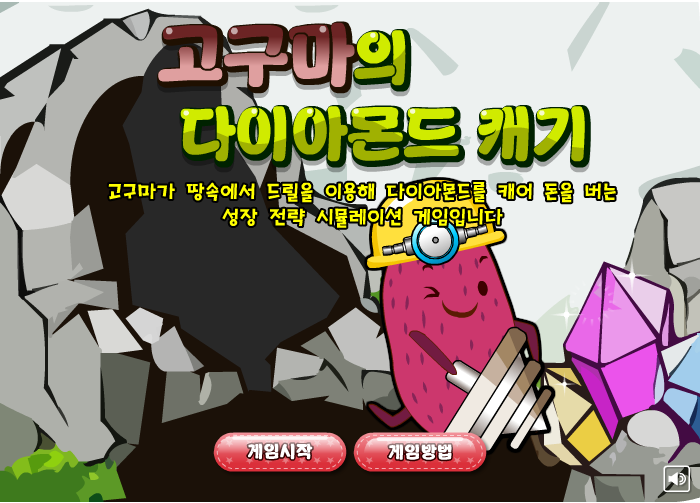 고구마의
다이아몬드 캐기
고구마가 땅속에서 드릴을 이용해 다이아몬드를 캐어 돈을 버는
성장 전략 시뮬레이션 게임입니다
게임시작 게임방법